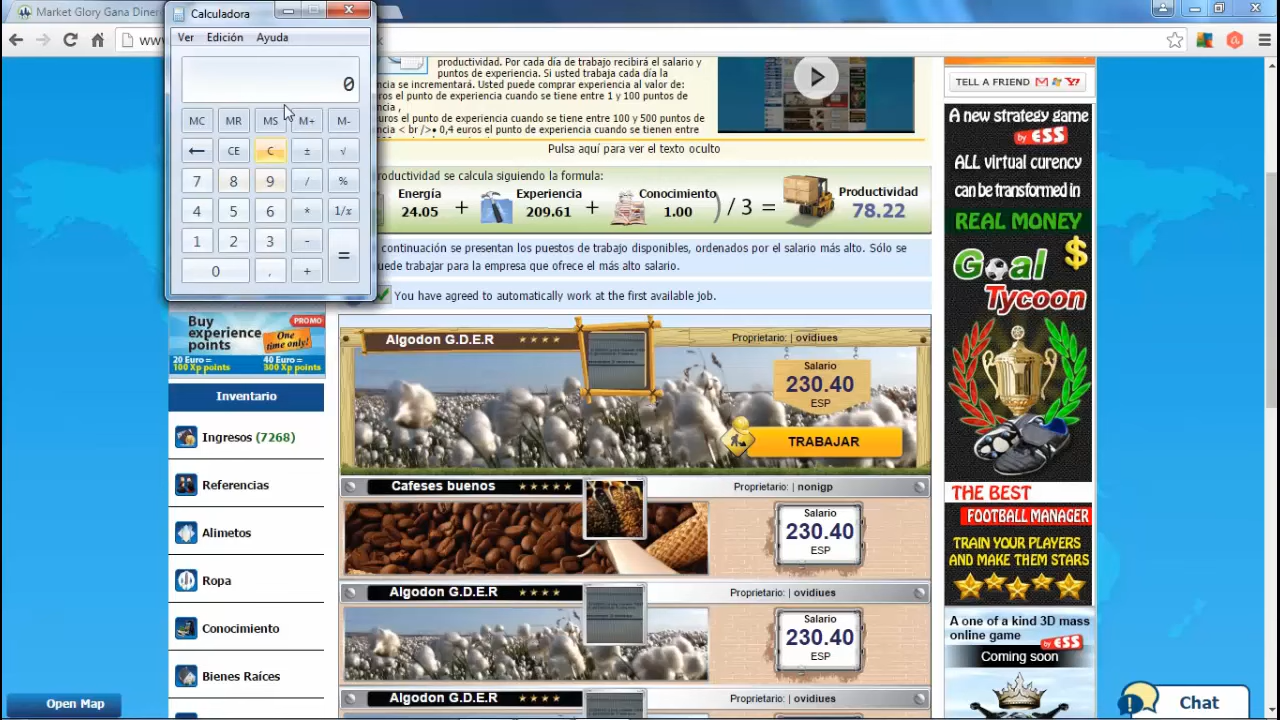 Market Glory Gana Diner
Calculadora
Ver Edición Ayuda
0
MC MR MS M+ M-
← CE C ± √
7 8 9 / %
4 5 6 * 1/x
1 2 3 - =
0 , +
productividad. Por cada día de trabajo recibirá el salario y
puntos de experiencia. Si usted trabaja cada día la
se incrementará. Usted puede comprar experiencia al valor de:
el punto de experiencia cuando se tiene entre 1 y 100 puntos de
,
el punto de experiencia cuando se tiene entre 100 y 500 puntos de
< br />• 0,4 euros el punto de experiencia cuando se tienen entre
Pulsa aquí para ver el texto oculto
se calcula siguiendo la formula:
Energía
24.05
+
Experiencia
209.61
+
Conocimiento
1.00
) / 3 =
Productividad
78.22
continuación se presentan los puestos de trabajo disponibles, ordenados por el salario más alto. Sólo se
trabajar para la empresa que ofrece el más alto salario.
You have agreed to automatically work at the first available job.
Buy
experience
points
PROMO
One
time only!
20 Euro =
100 Xp points
40 Euro =
300 Xp points
Inventario
Ingresos (7268)
Referencias
Alimetos
Ropa
Conocimiento
Bienes Raíces
Open Map
Algodon G.D.E.R
Proprietario: | ovidiues
Salario
230.40
ESP
TRABAJAR
Cafeses buenos
Proprietario: | nonigp
Salario
230.40
ESP
Algodon G.D.E.R
Proprietario: | ovidiues
Salario
230.40
ESP
Algodon G.D.E.R
Proprietario: | ovidiues
TELL A FRIEND
A new strategy game
by ESS
ALL virtual curency
can be transformed in
REAL MONEY
Goal
$
Tycoon
THE BEST
FOOTBALL MANAGER
TRAIN YOUR PLAYERS
AND MAKE THEM STARS
A one of a kind 3D mass
online game
by ESS
Coming soon
Chat